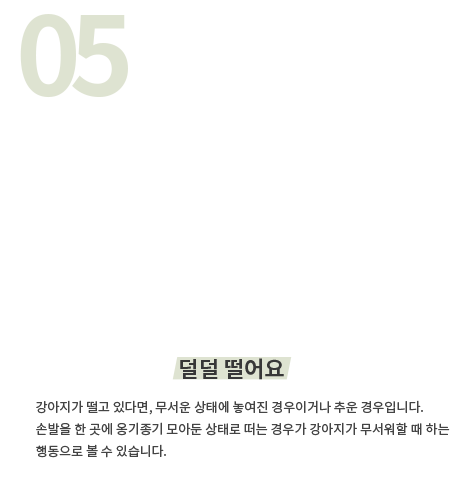 05
덜덜 떨어요
강아지가 떨고 있다면, 무서운 상태에 놓여진 경우이거나 추운 경우입니다.
손발을 한 곳에 옹기종기 모아둔 상태로 떠는 경우가 강아지가 무서워할 때 하는
행동으로 볼 수 있습니다.